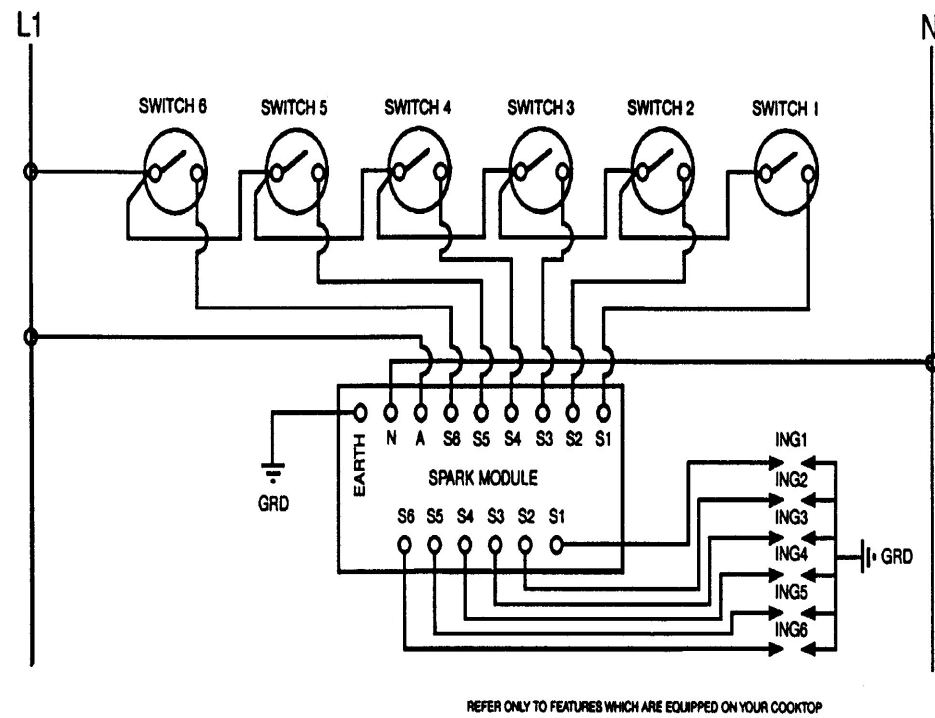 L1
N
SWITCH 6
SWITCH 5
SWITCH 4
SWITCH 3
SWITCH 2
SWITCH 1
EARTH
N
A
S6
S5
S4
S3
S2
S1
GRD
SPARK MODULE
S6
S5
S4
S3
S2
S1
ING1
ING2
ING3
ING4
ING5
ING6
GRD
REFER ONLY TO FEATURES WHICH ARE EQUIPPED ON YOUR COOKTOP